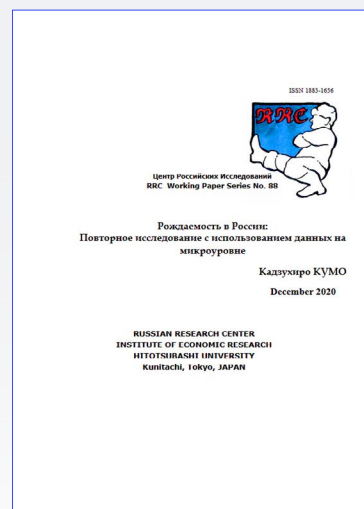 ISSN 1883-1656
RRC
Центр Российских Исследований
RRC Working Paper Series No. 88
Рождаемость в России:
Повторное исследование с использованием данных на
микроуровне
Кадзухиро КУМО
December 2020
RUSSIAN RESEARCH CENTER
INSTITUTE OF ECONOMIC RESEARCH
HITOTSUBASHI UNIVERSITY
Kunitachi, Tokyo, JAPAN